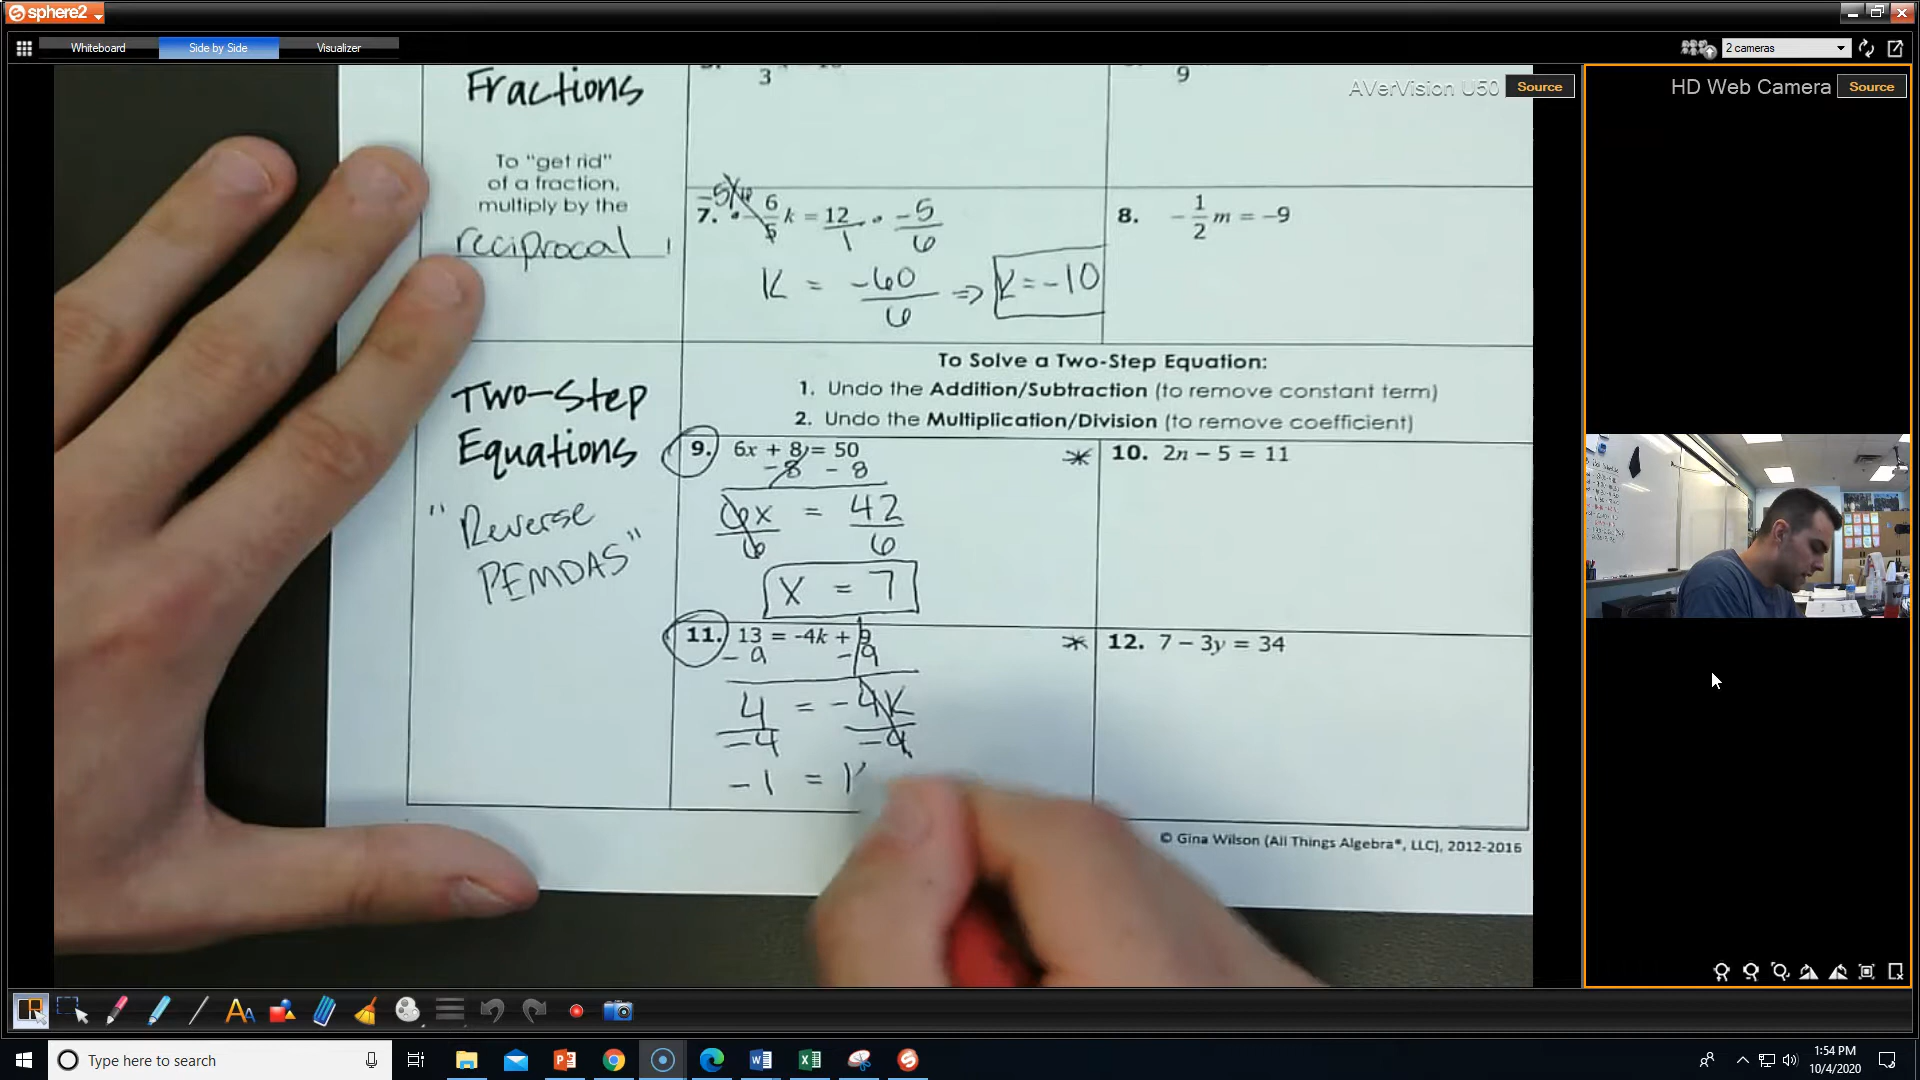 sphere2
Whiteboard
Side by Side
Visualizer
2 cameras
AVerVision U50
Source
HD Web Camera
Source
Fractions
To "get rid"
of a fraction,
multiply by the
reciprocal
3
9
7. -6/5 k = 12/1 • -5/6
K = -60/6 => K = -10
8. -1/2 m = -9
Two-Step
Equations
"Reverse
PEMDAS"
To Solve a Two-Step Equation:
1. Undo the Addition/Subtraction (to remove constant term)
2. Undo the Multiplication/Division (to remove coefficient)
9. 6x + 8 = 50
-8 -8
6x = 42
6 6
x = 7
10. 2n − 5 = 11
11. 13 = -4k + 9
-9 -9
4 = -4K
-4 -4
-1 = K
12. 7 − 3y = 34
© Gina Wilson (All Things Algebra®, LLC), 2012-2016
Type here to search
1:54 PM
10/4/2020